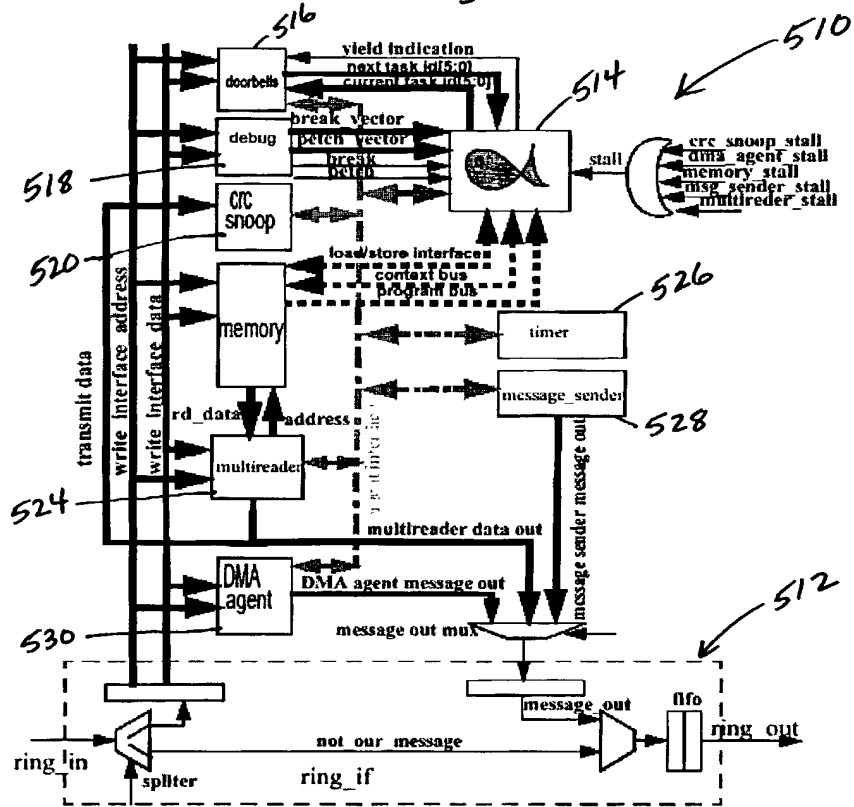 516
510
yield indication
next task id[5:0]
current task id[5:0]
doorbells
514
break_vector
petch_vector
break
petch
debug
518
stall
crc_snoop_stall
dma_agent_stall
memory_stall
msg_sender_stall
multireder_stall
crc
snoop
520
load/store interface
context bus
program bus
526
memory
timer
transmit data
write interface address
write interface data
message_sender
528
rd_data
address
multireader
524
multireader data out
message sender message out
DMA
agent
DMA agent message out
530
message out mux
512
message_out
fifo
ring_in
not_our_message
ring_out
spliter
ring_if